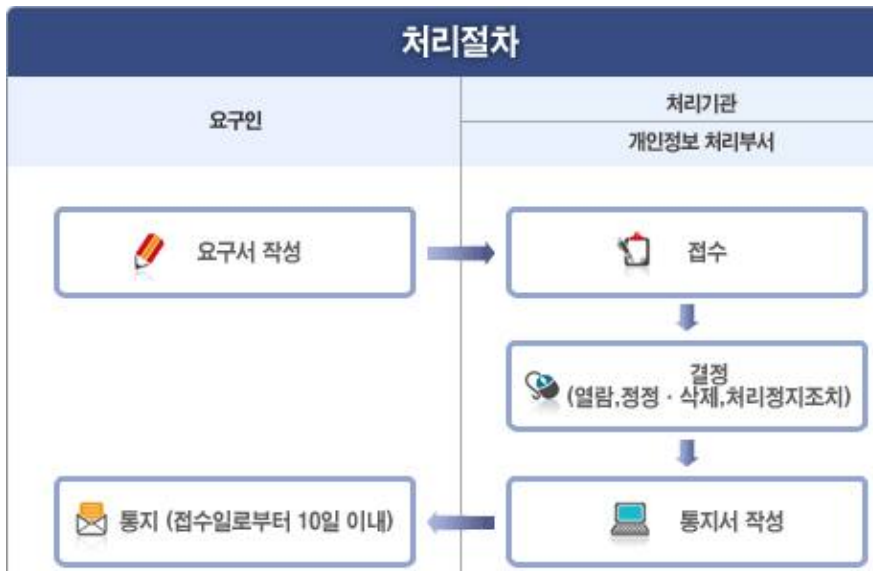 처리절차
요구인
처리기관
개인정보 처리부서
요구서 작성
접수
결정
(열람,정정 · 삭제,처리정지조치)
통지 (접수일로부터 10일 이내)
통지서 작성